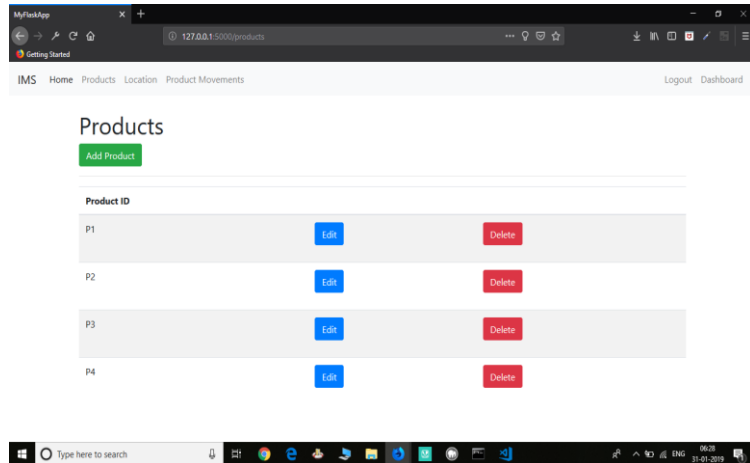 MyFlaskApp
127.0.0.1:5000/products
Getting Started
IMS Home Products Location Product Movements Logout Dashboard
Products
Add Product
Product ID
P1 Edit Delete
P2 Edit Delete
P3 Edit Delete
P4 Edit Delete
Type here to search
ENG
06:28
31-01-2019